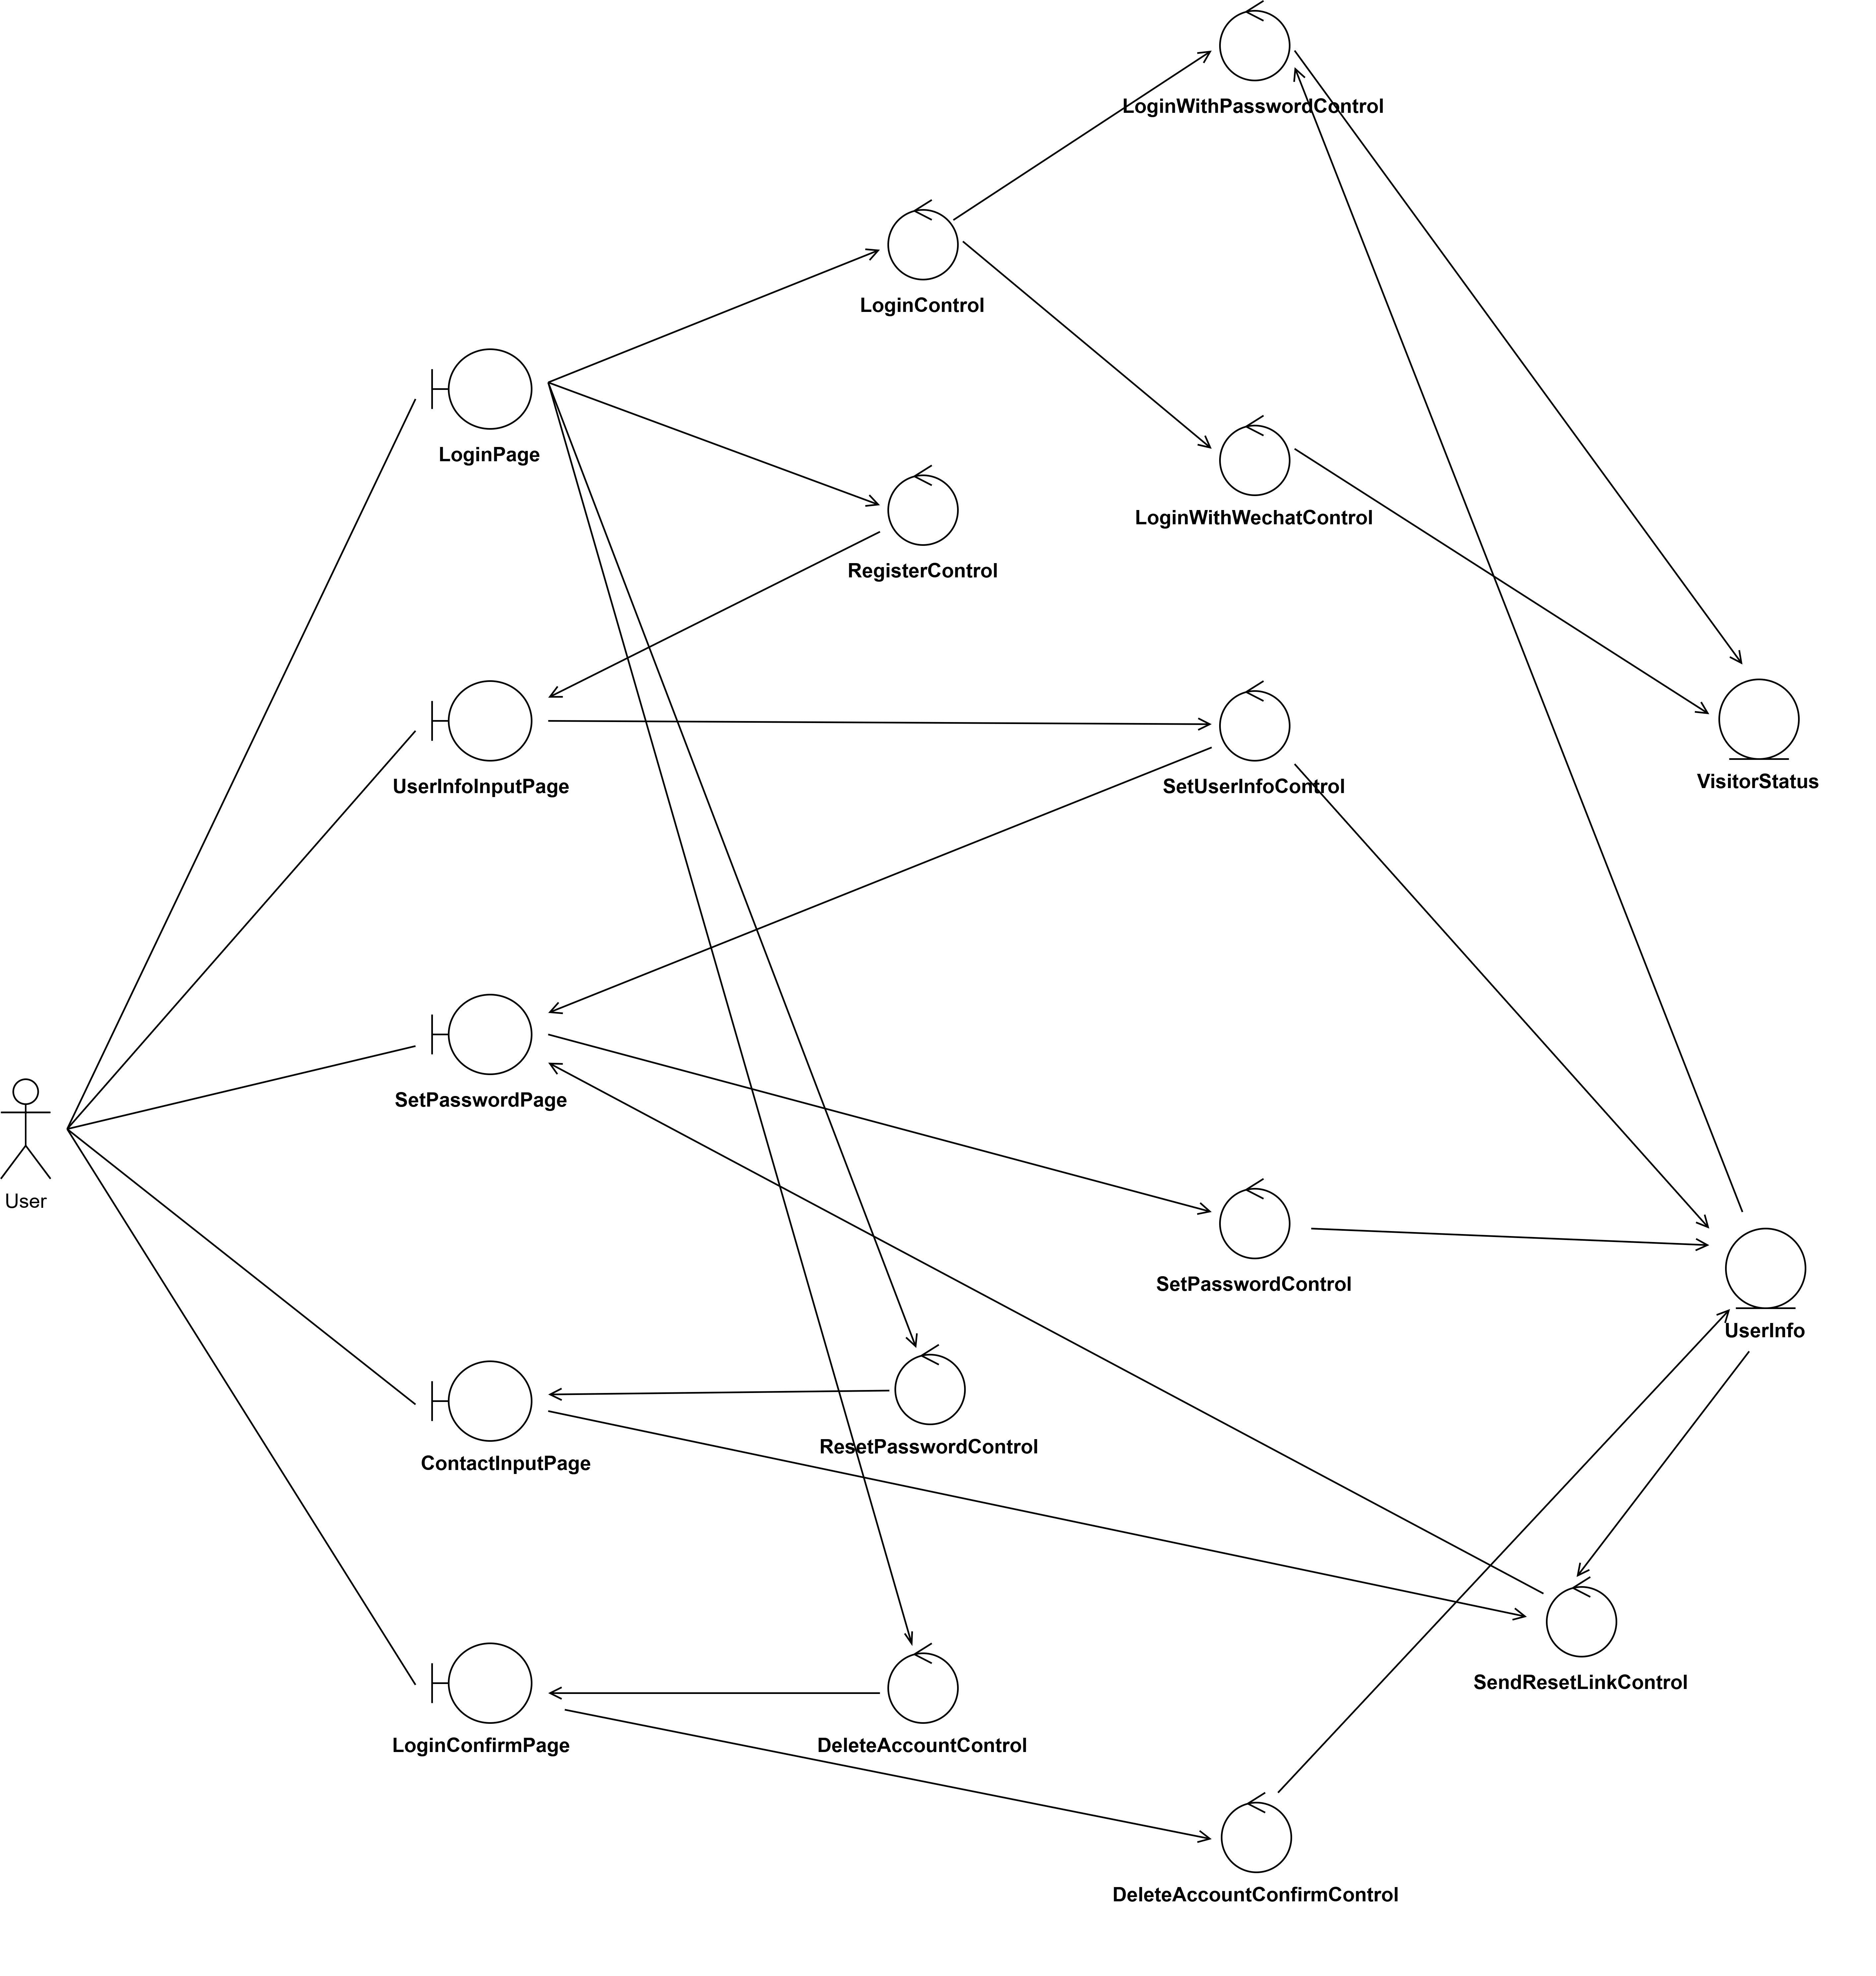 LoginWithPasswordControl
LoginControl
LoginPage
LoginWithWechatControl
RegisterControl
UserInfoInputPage
SetUserInfoControl
VisitorStatus
SetPasswordPage
User
SetPasswordControl
UserInfo
ResetPasswordControl
ContactInputPage
SendResetLinkControl
LoginConfirmPage
DeleteAccountControl
DeleteAccountConfirmControl